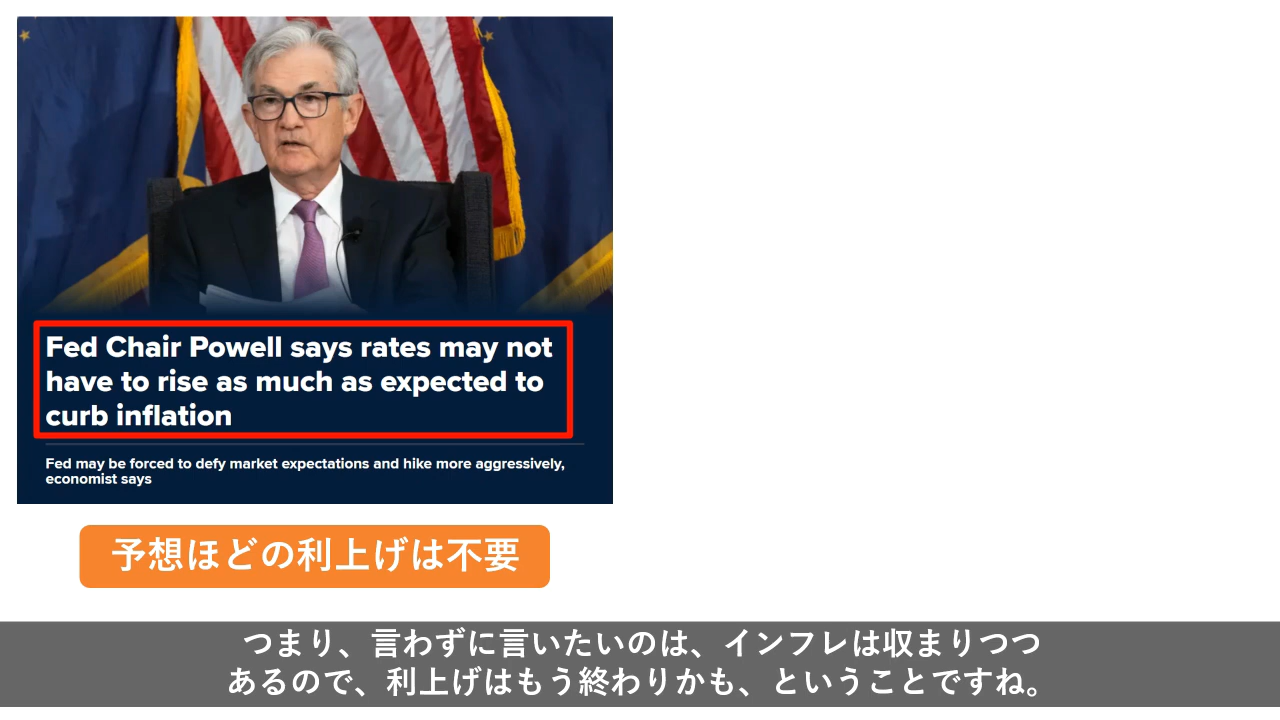 Fed Chair Powell says rates may not
have to rise as much as expected to
curb inflation
Fed may be forced to defy market expectations and hike more aggressively,
economist says
予想ほどの利上げは不要
つまり、言わずに言いたいのは、インフレは収まりつつ
あるので、利上げはもう終わりかも、ということですね。